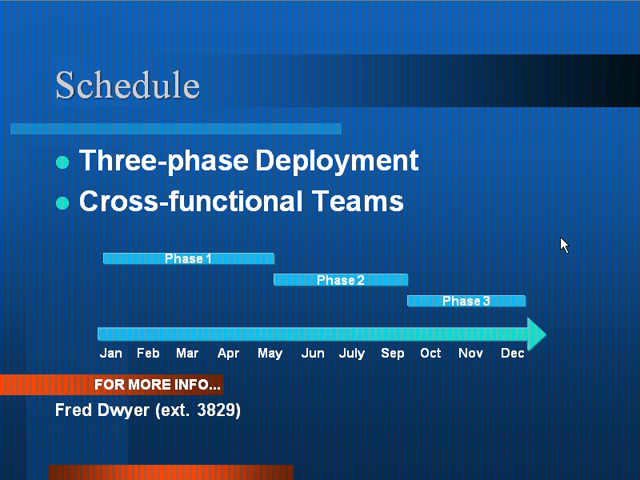 Schedule
Three-phase Deployment
Cross-functional Teams
Phase 1
Phase 2
Phase 3
Jan Feb Mar Apr May Jun July Sep Oct Nov Dec
FOR MORE INFO...
Fred Dwyer (ext. 3829)